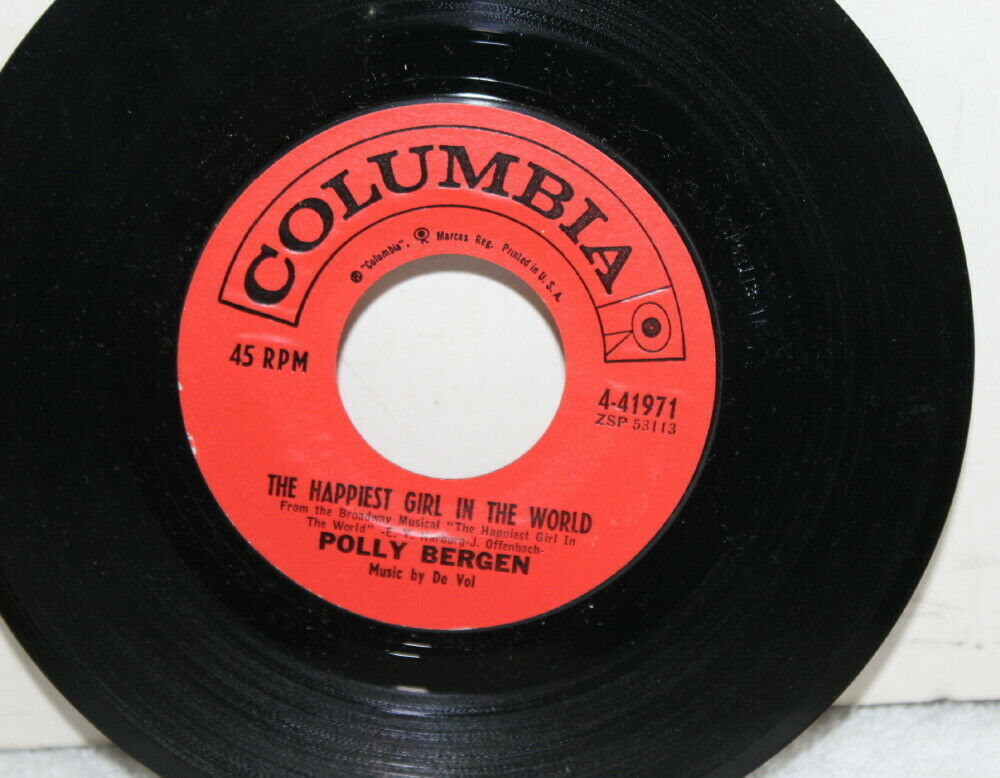 COLUMBIA
® "Columbia", Marcas Reg. Printed in U.S.A.
45 RPM
4-41971
ZSP 53113
THE HAPPIEST GIRL IN THE WORLD
From the Broadway Musical "The Happiest Girl In
The World" -E. Y. Harburg-J. Offenbach-
POLLY BERGEN
Music by De Vol